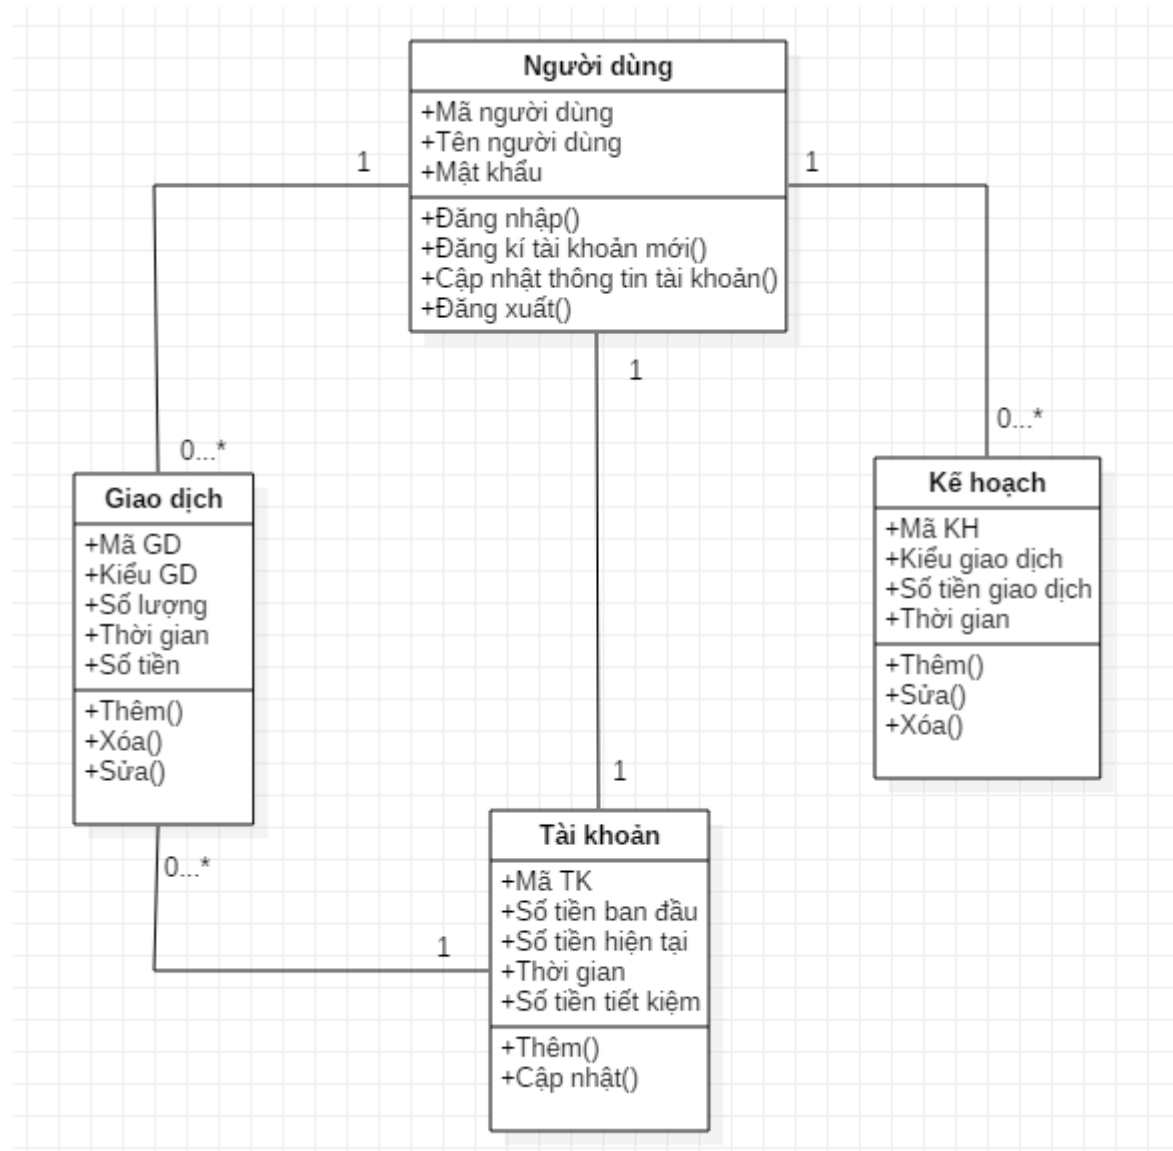 Người dùng
+Mã người dùng
+Tên người dùng
+Mật khẩu
+Đăng nhập()
+Đăng kí tài khoản mới()
+Cập nhật thông tin tài khoản()
+Đăng xuất()
1
1
1
0...*
0...*
Giao dịch
+Mã GD
+Kiểu GD
+Số lượng
+Thời gian
+Số tiền
+Thêm()
+Xóa()
+Sửa()
Kế hoạch
+Mã KH
+Kiểu giao dịch
+Số tiền giao dịch
+Thời gian
+Thêm()
+Sửa()
+Xóa()
1
0...*
1
Tài khoản
+Mã TK
+Số tiền ban đầu
+Số tiền hiện tại
+Thời gian
+Số tiền tiết kiệm
+Thêm()
+Cập nhật()